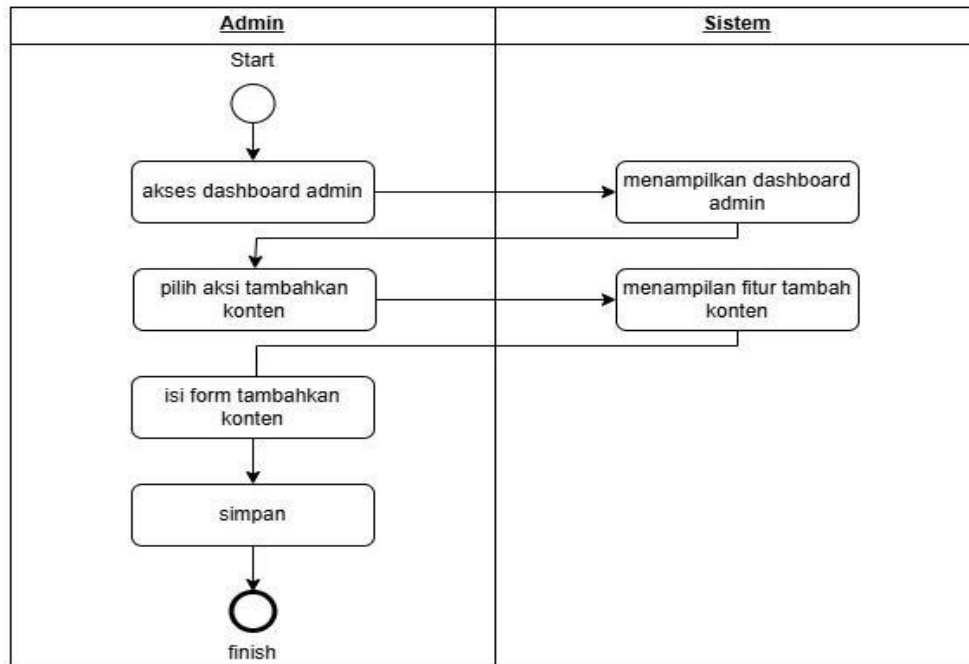 Admin
Sistem
Start
akses dashboard admin
menampilkan dashboard
admin
pilih aksi tambahkan
konten
menampilan fitur tambah
konten
isi form tambahkan
konten
simpan
finish